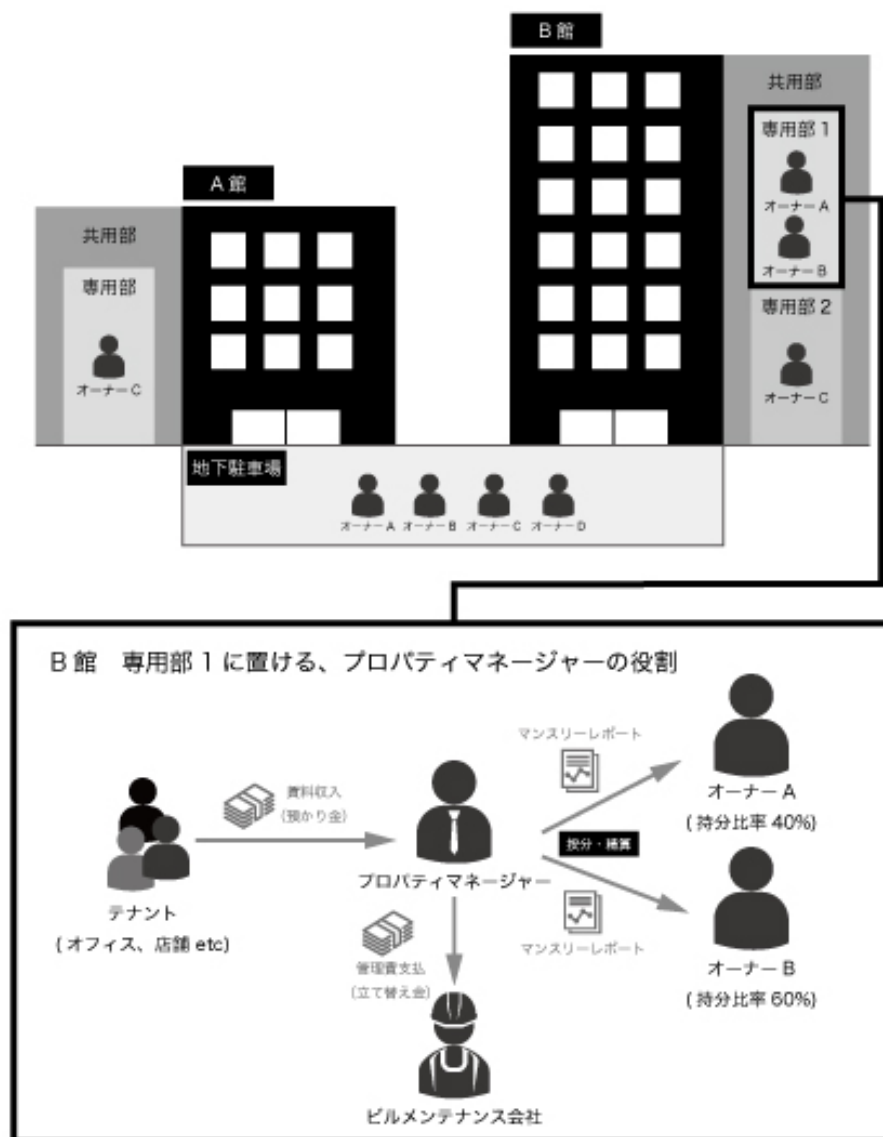 B 館
共用部
専用部 1
オーナー A
オーナー B
専用部 2
オーナー C
A 館
共用部
専用部
オーナー C
地下駐車場
オーナー A
オーナー B
オーナー C
オーナー D
B 館　専用部 1 に置ける、プロパティマネージャーの役割
テナント
( オフィス、店舗 etc)
賃料収入
(預かり金)
プロパティマネージャー
管理費支払
(立て替え金)
ビルメンテナンス会社
マンスリーレポート
按分・精算
マンスリーレポート
オーナー A
( 持分比率 40%)
オーナー B
( 持分比率 60%)